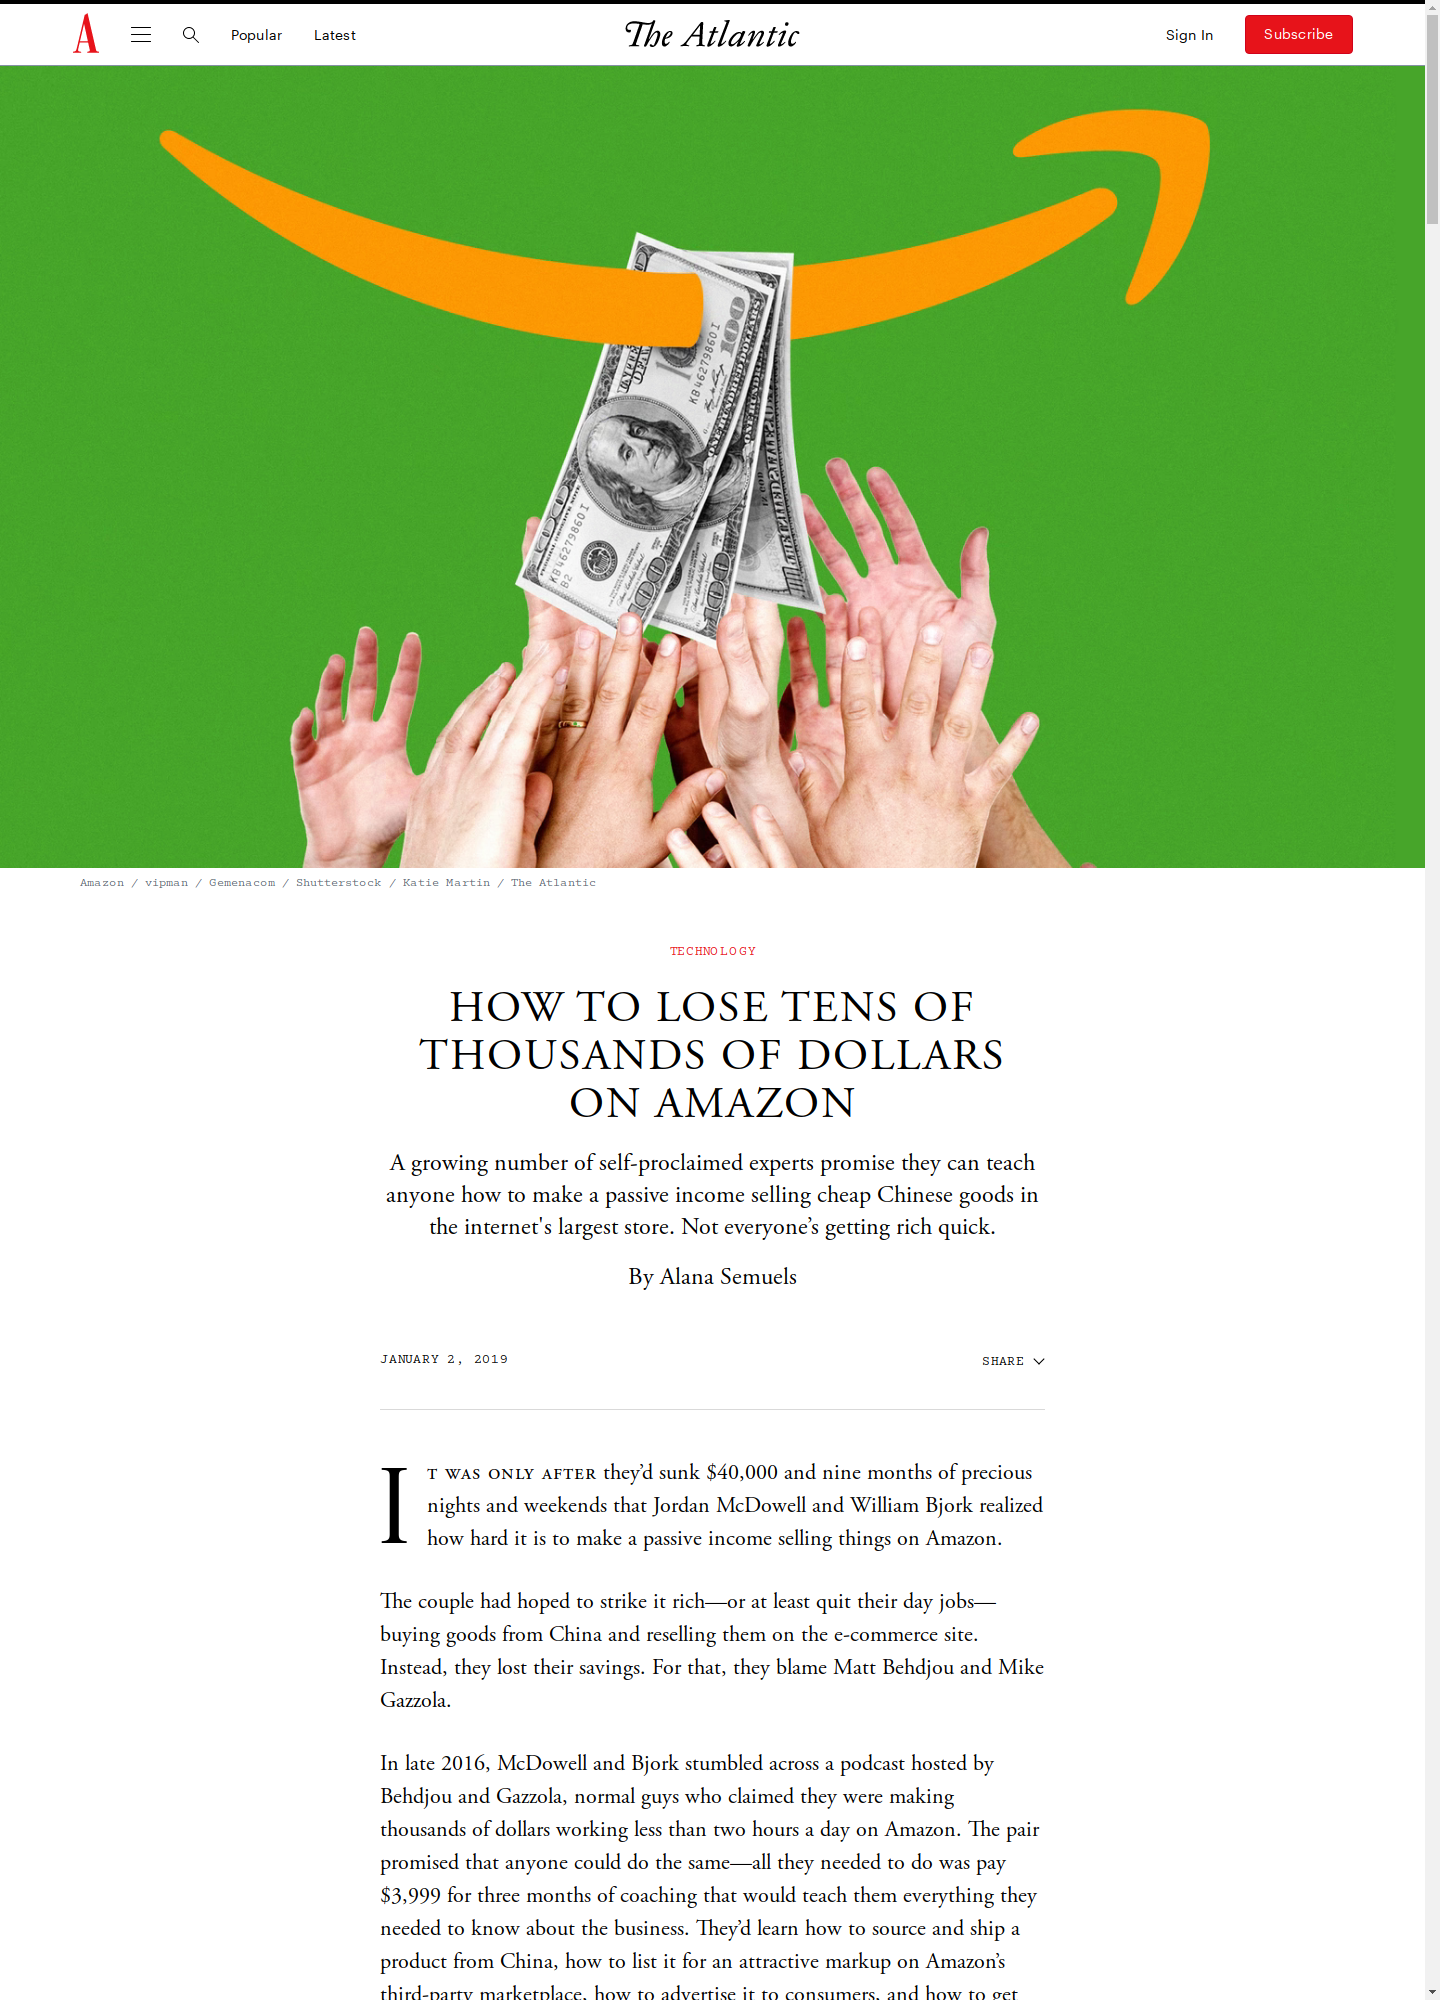 A Popular Latest The Atlantic Sign In Subscribe
100
KB46279860I
KB46279860I
B2
100
100
Amazon / vipman / Gemenacom / Shutterstock / Katie Martin / The Atlantic
TECHNOLOGY
HOW TO LOSE TENS OF
THOUSANDS OF DOLLARS
ON AMAZON
A growing number of self-proclaimed experts promise they can teach
anyone how to make a passive income selling cheap Chinese goods in
the internet's largest store. Not everyone’s getting rich quick.
By Alana Semuels
JANUARY 2, 2019 SHARE
IT WAS ONLY AFTER they’d sunk $40,000 and nine months of precious
nights and weekends that Jordan McDowell and William Bjork realized
how hard it is to make a passive income selling things on Amazon.
The couple had hoped to strike it rich—or at least quit their day jobs—
buying goods from China and reselling them on the e-commerce site.
Instead, they lost their savings. For that, they blame Matt Behdjou and Mike
Gazzola.
In late 2016, McDowell and Bjork stumbled across a podcast hosted by
Behdjou and Gazzola, normal guys who claimed they were making
thousands of dollars working less than two hours a day on Amazon. The pair
promised that anyone could do the same—all they needed to do was pay
$3,999 for three months of coaching that would teach them everything they
needed to know about the business. They’d learn how to source and ship a
product from China, how to list it for an attractive markup on Amazon’s
third-party marketplace, how to advertise it to consumers, and how to get